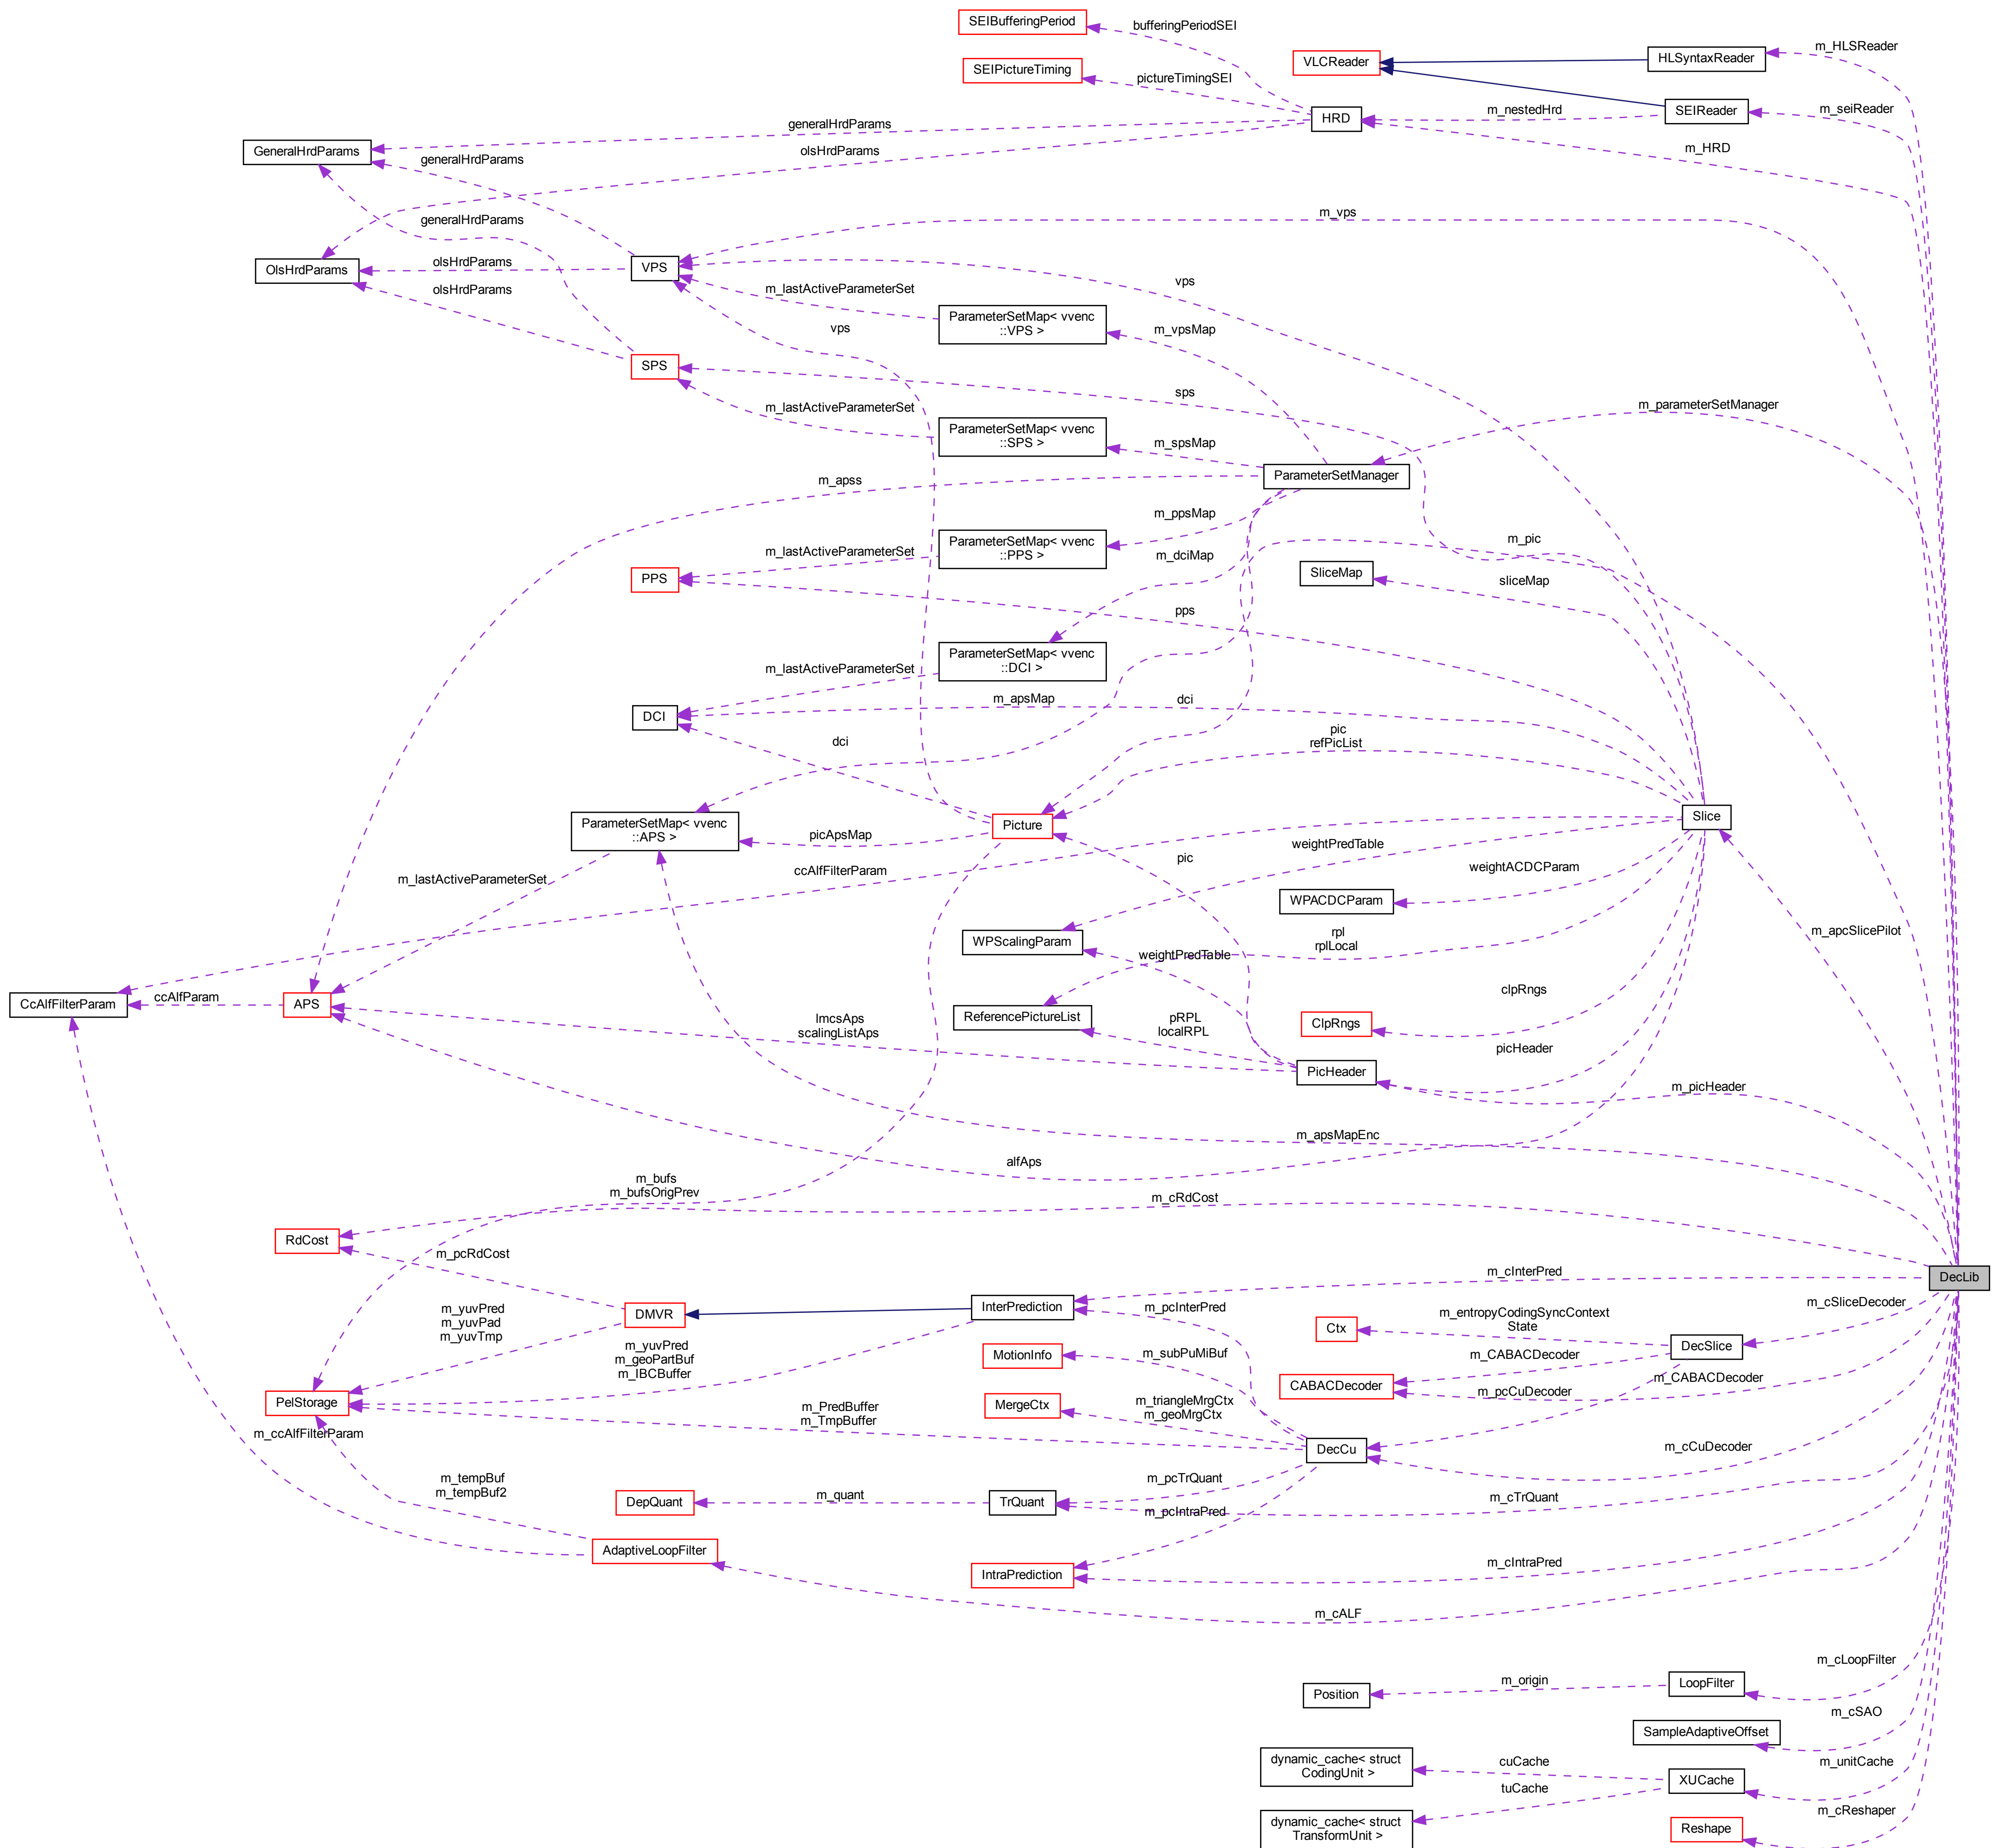 SEIBufferingPeriod
bufferingPeriodSEI
m_HLSReader
VLCReader
HLSyntaxReader
SEIPictureTiming
pictureTimingSEI
m_seiReader
SEIReader
m_nestedHrd
HRD
generalHrdParams
GeneralHrdParams
generalHrdParams
olsHrdParams
m_HRD
generalHrdParams
m_vps
OlsHrdParams
olsHrdParams
VPS
olsHrdParams
m_lastActiveParameterSet
vps
ParameterSetMap< vvenc
::VPS >
m_vpsMap
vps
SPS
sps
m_lastActiveParameterSet
m_parameterSetManager
ParameterSetMap< vvenc
::SPS >
m_spsMap
ParameterSetManager
m_apss
m_ppsMap
m_lastActiveParameterSet
ParameterSetMap< vvenc
::PPS >
m_dciMap
m_pic
PPS
SliceMap
sliceMap
pps
ParameterSetMap< vvenc
::DCI >
m_lastActiveParameterSet
m_apsMap
dci
DCI
dci
pic
refPicList
ParameterSetMap< vvenc
::APS >
picApsMap
Picture
Slice
m_lastActiveParameterSet
ccAlfFilterParam
pic
weightPredTable
weightACDCParam
WPACDCParam
WPScalingParam
rpl
rplLocal
m_apcSlicePilot
weightPredTable
CcAlfFilterParam
ccAlfParam
APS
lmcsAps
scalingListAps
ReferencePictureList
pRPL
localRPL
clpRngs
ClpRngs
picHeader
PicHeader
m_picHeader
m_apsMapEnc
alfAps
m_bufs
m_bufsOrigPrev
m_cRdCost
RdCost
m_pcRdCost
m_cInterPred
DecLib
m_yuvPred
m_yuvPad
m_yuvTmp
DMVR
InterPrediction
m_pcInterPred
m_entropyCodingSyncContext
State
m_cSliceDecoder
Ctx
DecSlice
m_yuvPred
m_geoPartBuf
m_IBCBuffer
MotionInfo
m_subPuMiBuf
m_CABACDecoder
CABACDecoder
m_pcCuDecoder
m_CABACDecoder
PelStorage
m_PredBuffer
m_TmpBuffer
MergeCtx
m_triangleMrgCtx
m_geoMrgCtx
m_ccAlfFilterParam
DecCu
m_cCuDecoder
m_tempBuf
m_tempBuf2
DepQuant
m_quant
TrQuant
m_pcTrQuant
m_cTrQuant
m_pcIntraPred
AdaptiveLoopFilter
IntraPrediction
m_cIntraPred
m_cALF
Position
m_origin
LoopFilter
m_cLoopFilter
SampleAdaptiveOffset
m_cSAO
dynamic_cache< struct
CodingUnit >
cuCache
XUCache
m_unitCache
tuCache
dynamic_cache< struct
TransformUnit >
Reshape
m_cReshaper